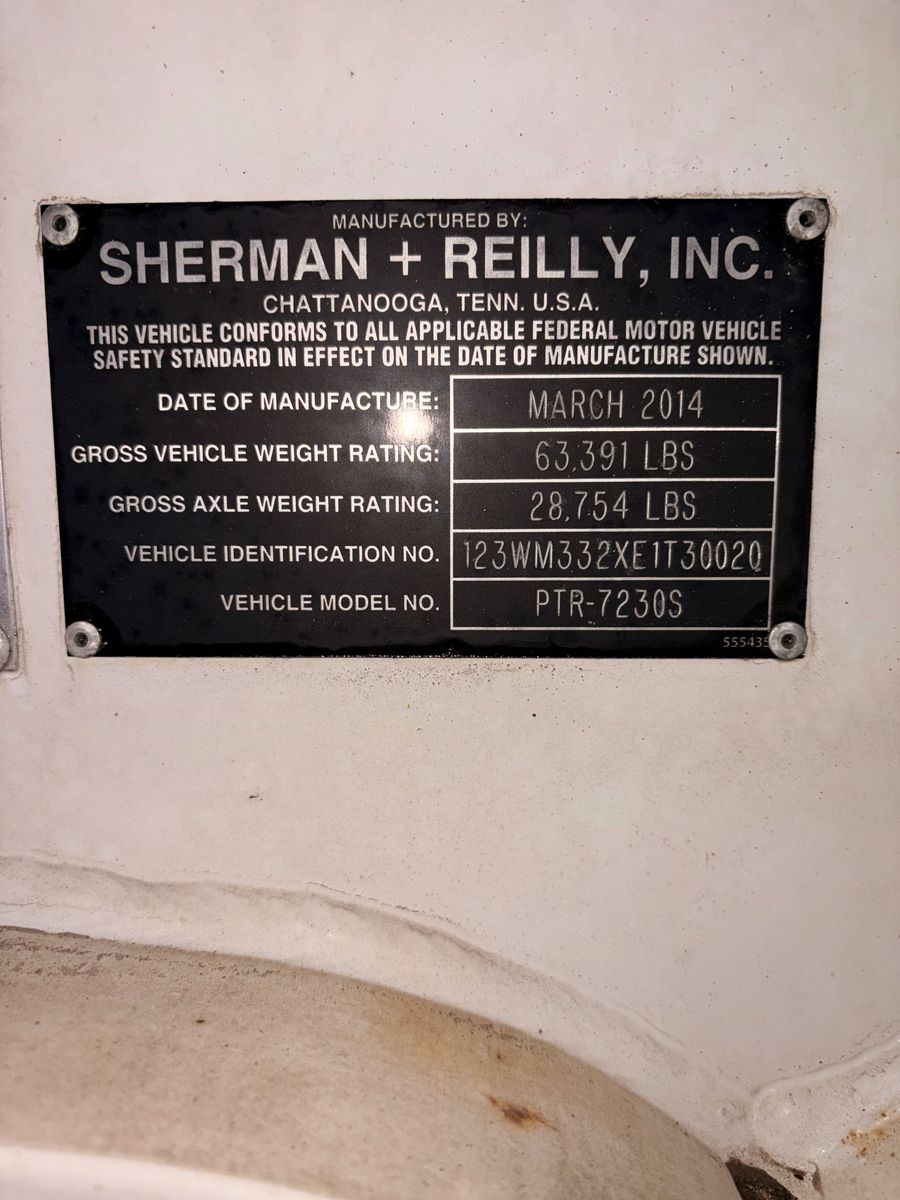 MANUFACTURED BY:
SHERMAN + REILLY, INC.
CHATTANOOGA, TENN. U.S.A.
THIS VEHICLE CONFORMS TO ALL APPLICABLE FEDERAL MOTOR VEHICLE
SAFETY STANDARD IN EFFECT ON THE DATE OF MANUFACTURE SHOWN.
DATE OF MANUFACTURE: MARCH 2014
GROSS VEHICLE WEIGHT RATING: 63,391 LBS
GROSS AXLE WEIGHT RATING: 28,754 LBS
VEHICLE IDENTIFICATION NO. 123WM332XE1T30020
VEHICLE MODEL NO. PTR-7230S